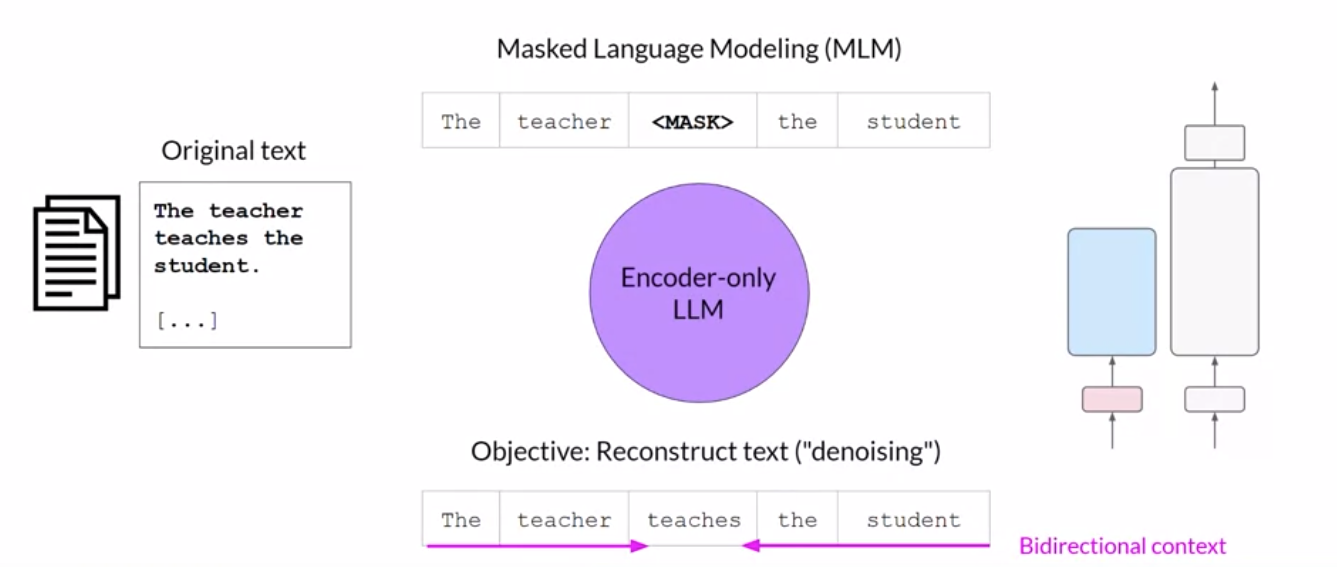 Masked Language Modeling (MLM)
The teacher <MASK> the student
Original text
The teacher
teaches the
student.
[...]
Encoder-only
LLM
Objective: Reconstruct text ("denoising")
The teacher teaches the student
Bidirectional context